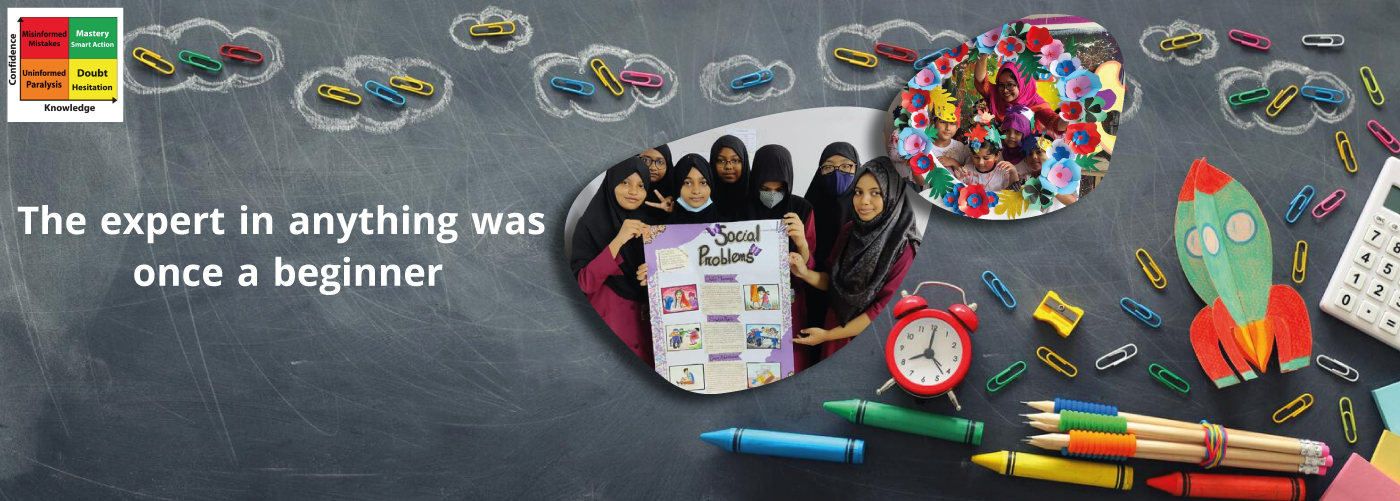 Confidence
Misinformed
Mistakes
Mastery
Smart Action
Uninformed
Paralysis
Doubt
Hesitation
Knowledge
The expert in anything was
once a beginner
Social
Problems
7
4 5
1 2
0